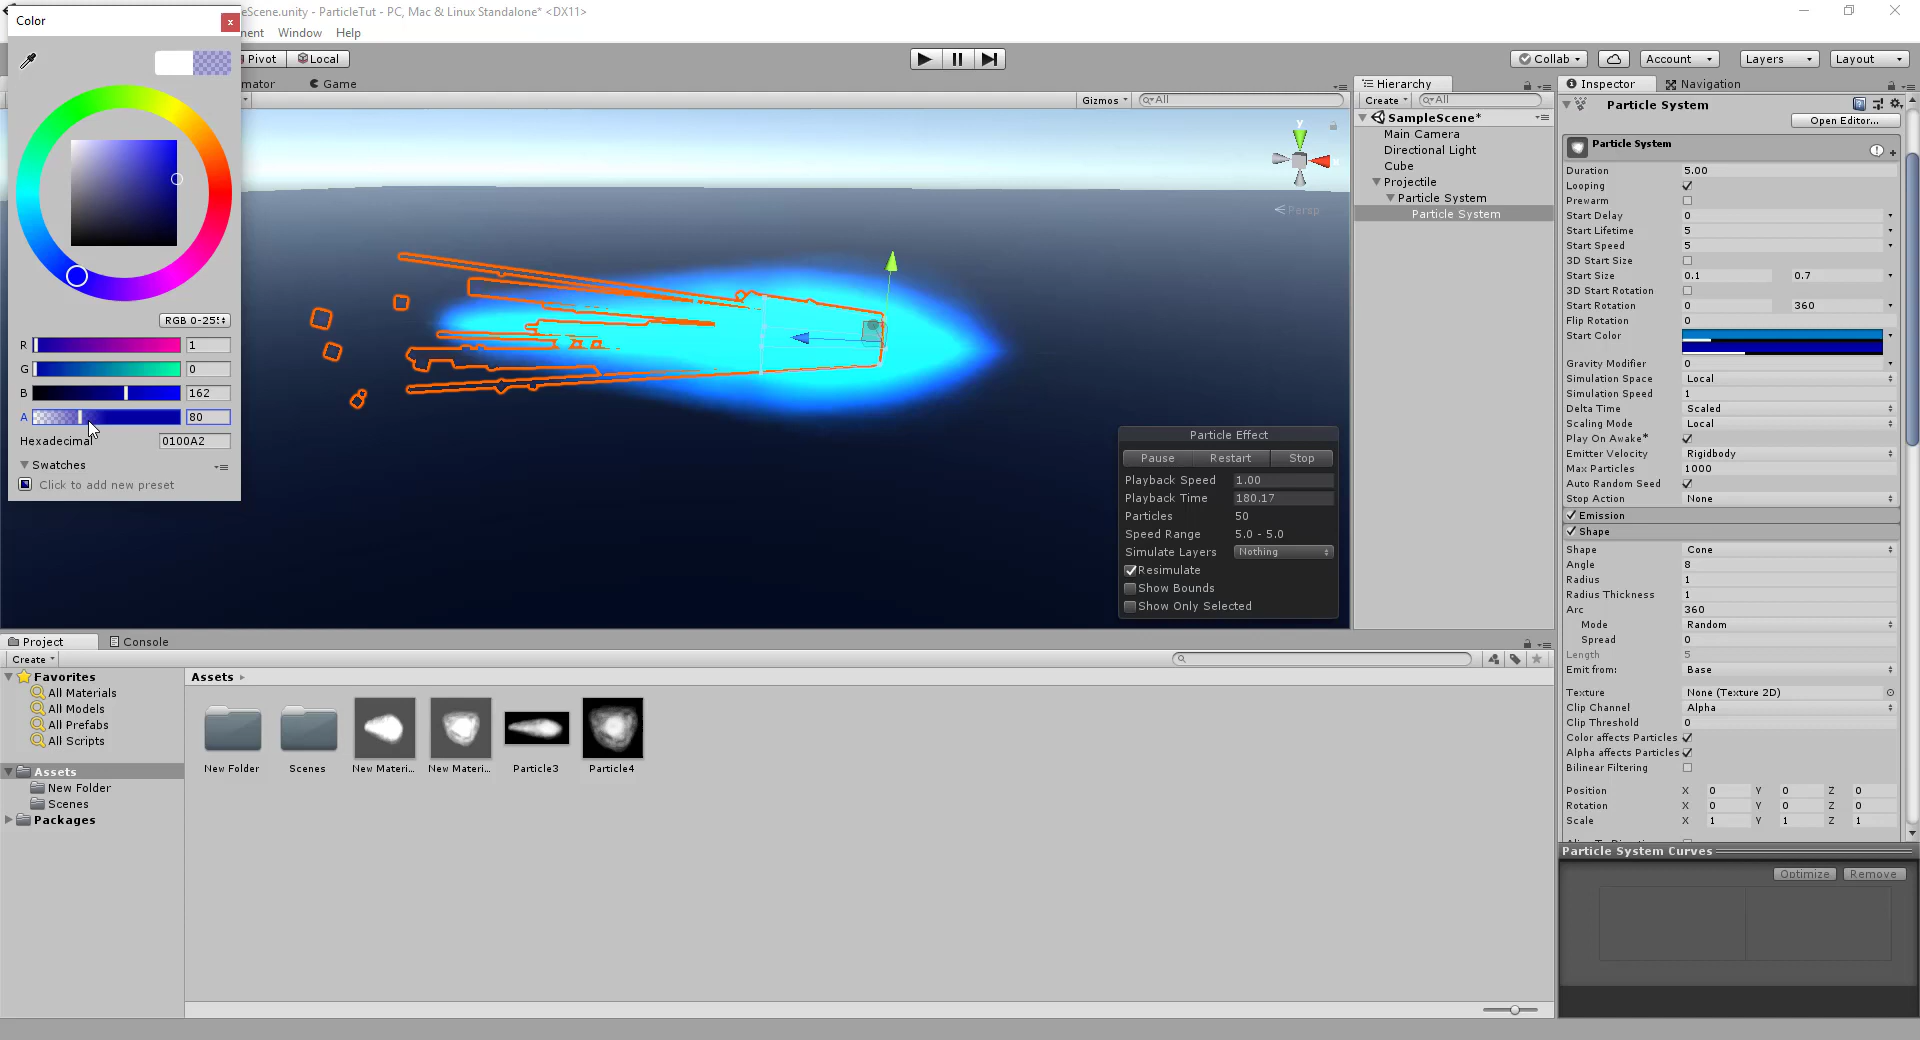 Color
x
eScene.unity - ParticleTut - PC, Mac & Linux Standalone* <DX11>
nent Window Help
Pivot Local
Collab Account Layers Layout
mator Game
Gizmos All
y
Persp
RGB 0-25
R 1
G 0
B 162
A 80
Hexadecimal 0100A2
Swatches
Click to add new preset
Particle Effect
Pause Restart Stop
Playback Speed 1.00
Playback Time 180.17
Particles 50
Speed Range 5.0 - 5.0
Simulate Layers Nothing
Resimulate
Show Bounds
Show Only Selected
Hierarchy
Create All
SampleScene*
Main Camera
Directional Light
Cube
Projectile
Particle System
Particle System
Inspector Navigation
Particle System
Open Editor...
Particle System
Duration 5.00
Looping
Prewarm
Start Delay 0
Start Lifetime 5
Start Speed 5
3D Start Size
Start Size 0.1 0.7
3D Start Rotation
Start Rotation 0 360
Flip Rotation 0
Start Color
Gravity Modifier 0
Simulation Space Local
Simulation Speed 1
Delta Time Scaled
Scaling Mode Local
Play On Awake*
Emitter Velocity Rigidbody
Max Particles 1000
Auto Random Seed
Stop Action None
Emission
Shape
Shape Cone
Angle 8
Radius 1
Radius Thickness 1
Arc 360
Mode Random
Spread 0
Length 5
Emit from: Base
Texture None (Texture 2D)
Clip Channel Alpha
Clip Threshold 0
Color affects Particles
Alpha affects Particles
Bilinear Filtering
Position X 0 Y 0 Z 0
Rotation X 0 Y 0 Z 0
Scale X 1 Y 1 Z 1
Particle System Curves
Optimize Remove
Project Console
Create
Favorites
All Materials
All Models
All Prefabs
All Scripts
Assets
New Folder
Scenes
Packages
Assets
New Folder Scenes New Materi... New Materi... Particle3 Particle4